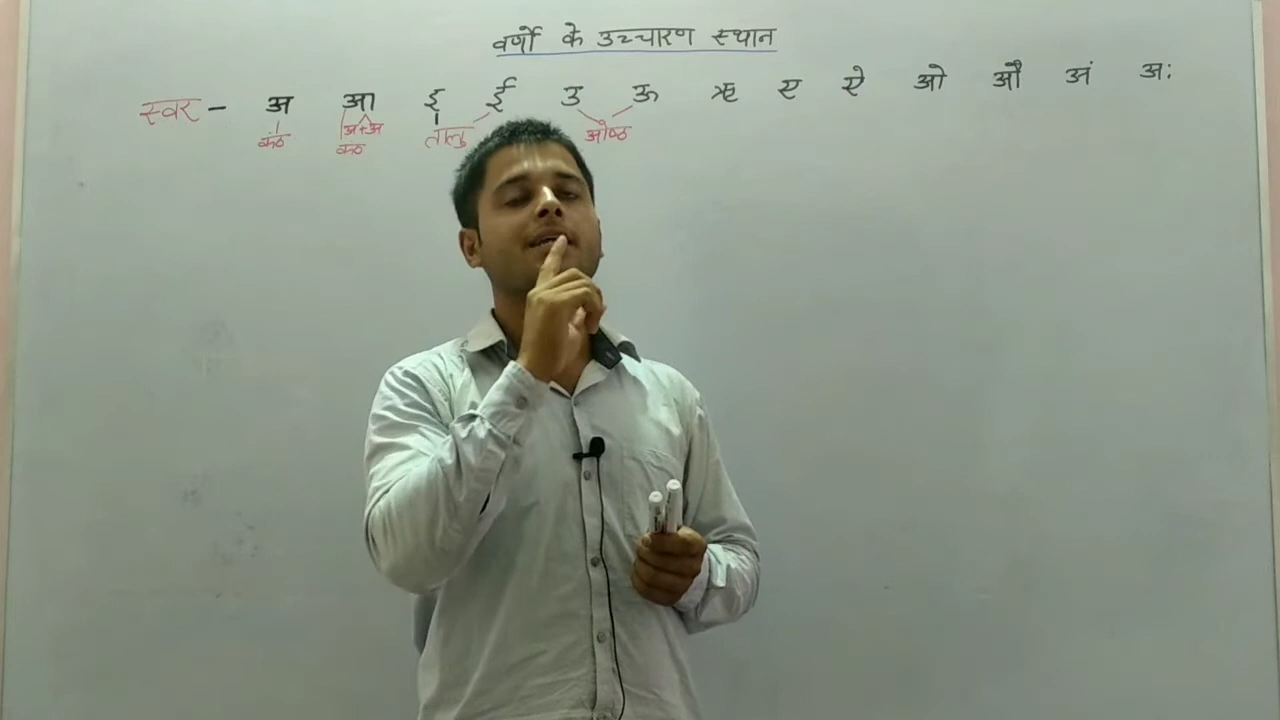 वर्णो के उच्चारण स्थान
स्वर - अ आ इ ई उ ऊ ऋ ए ऐ ओ औ अं अः
कंठ अ+अ तालु ओष्ठ
कंठ